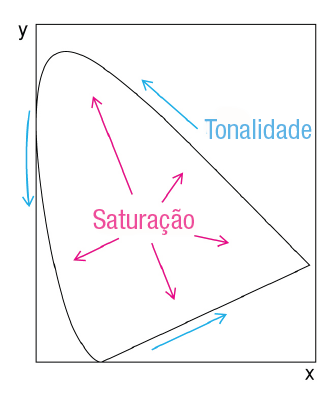 y
Tonalidade
Saturação
x